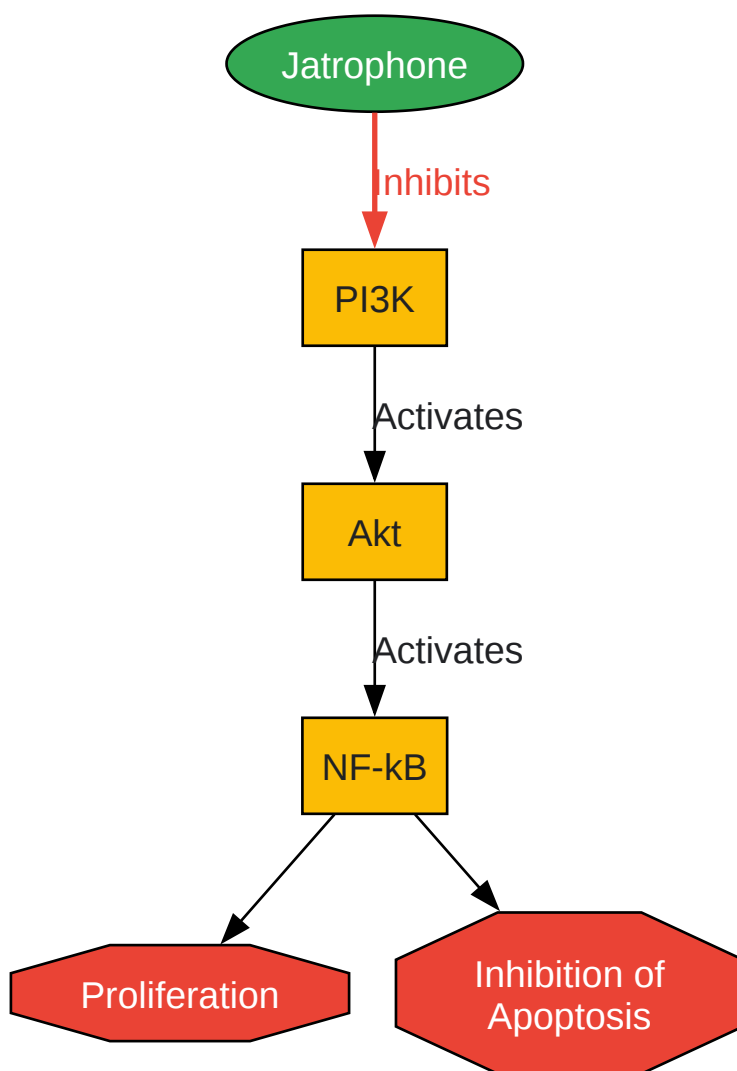 Jatrophone
Inhibits
PI3K
Activates
Akt
Activates
NF-kB
Proliferation
Inhibition of
Apoptosis